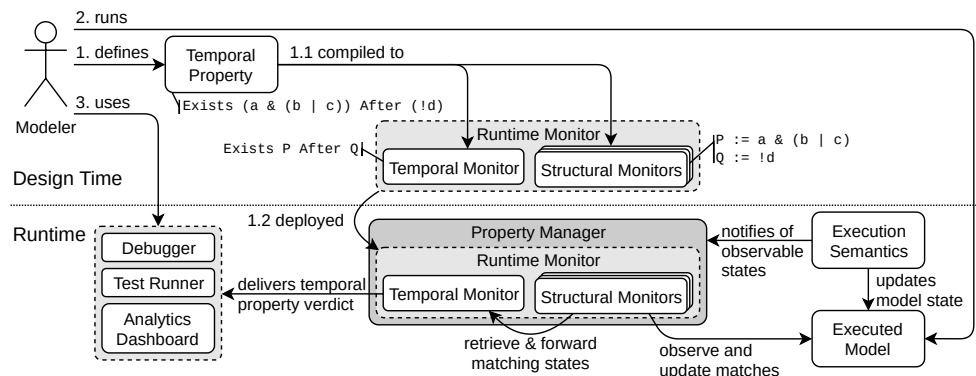 2. runs
1. defines
Temporal
Property
1.1 compiled to
3. uses
Exists (a & (b | c)) After (!d)
Modeler
Runtime Monitor
Exists P After Q
Temporal Monitor
Structural Monitors
P := a & (b | c)
Q := !d
Design Time
1.2 deployed
Runtime
Property Manager
Runtime Monitor
Temporal Monitor
Structural Monitors
notifies of
observable
states
Execution
Semantics
Debugger
Test Runner
Analytics
Dashboard
delivers temporal
property verdict
updates
model state
retrieve & forward
matching states
observe and
update matches
Executed
Model